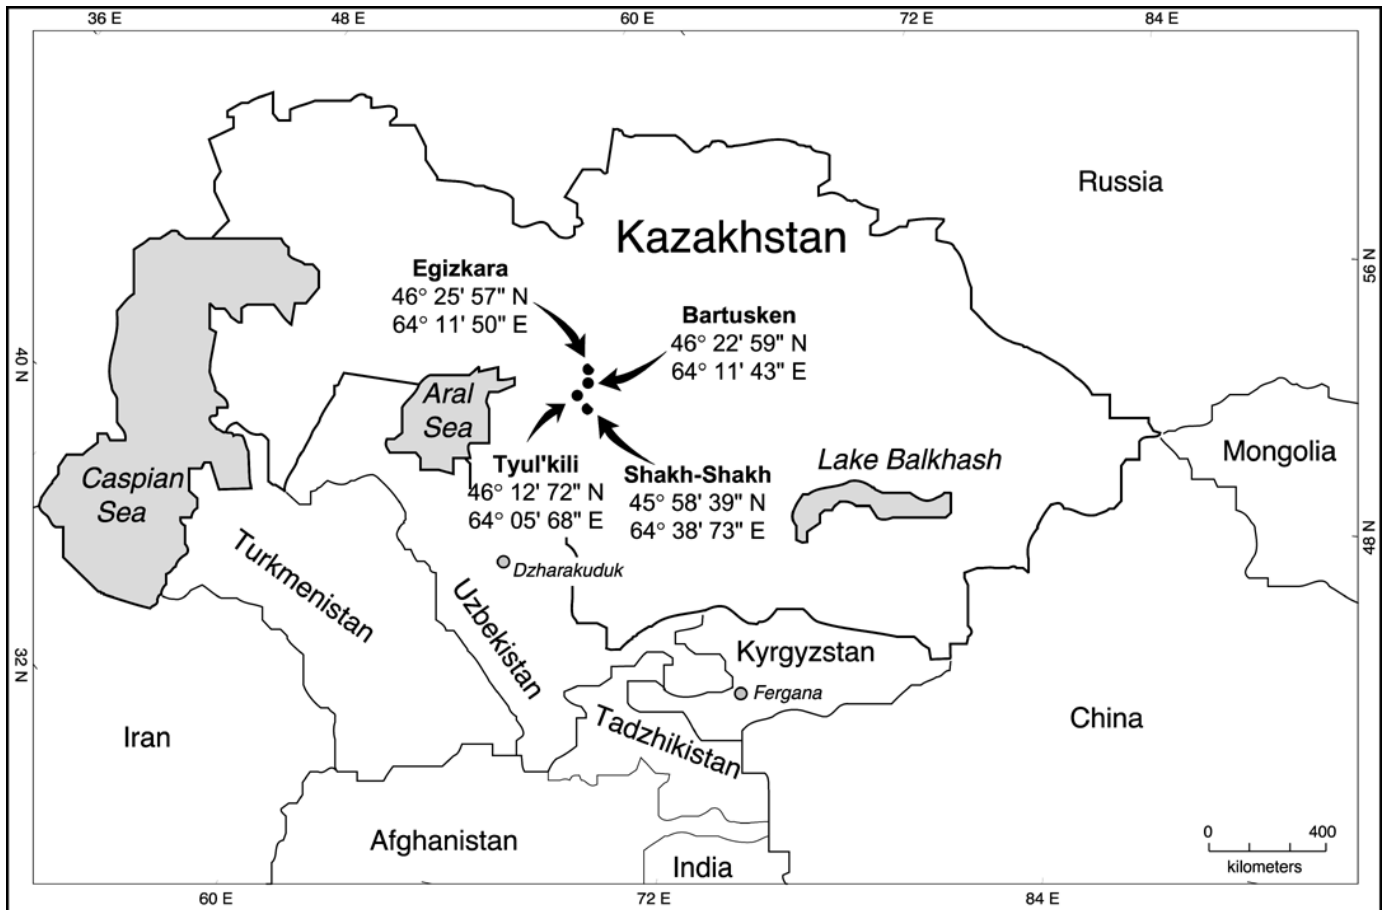 36 E
48 E
60 E
72 E
84 E
Russia
Kazakhstan
56 N
Egizkara
46° 25' 57" N
64° 11' 50" E
Bartusken
46° 22' 59" N
64° 11' 43" E
40 N
Aral
Sea
Mongolia
Caspian
Sea
Tyul'kili
46° 12' 72" N
64° 05' 68" E
Shakh-Shakh
45° 58' 39" N
64° 38' 73" E
Lake Balkhash
48 N
Turkmenistan
Dzharakuduk
Uzbekistan
Kyrgyzstan
32 N
Fergana
Iran
Tadzhikistan
China
Afghanistan
India
0
400
kilometers
60 E
72 E
84 E